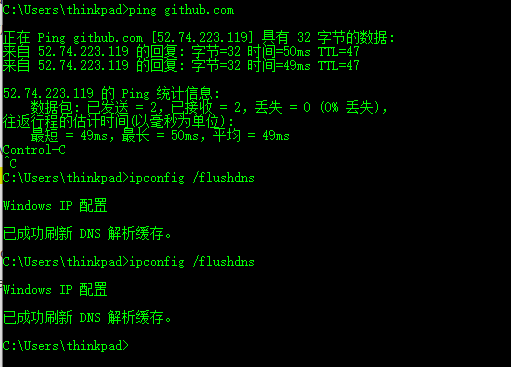 C:\Users\thinkpad>ping github.com
正在 Ping github.com [52.74.223.119] 具有 32 字节的数据:
来自 52.74.223.119 的回复: 字节=32 时间=50ms TTL=47
来自 52.74.223.119 的回复: 字节=32 时间=49ms TTL=47
52.74.223.119 的 Ping 统计信息:
数据包: 已发送 = 2，已接收 = 2，丢失 = 0 (0% 丢失)，
往返行程的估计时间(以毫秒为单位):
最短 = 49ms，最长 = 50ms，平均 = 49ms
Control-C
^C
C:\Users\thinkpad>ipconfig /flushdns
Windows IP 配置
已成功刷新 DNS 解析缓存。
C:\Users\thinkpad>ipconfig /flushdns
Windows IP 配置
已成功刷新 DNS 解析缓存。
C:\Users\thinkpad>